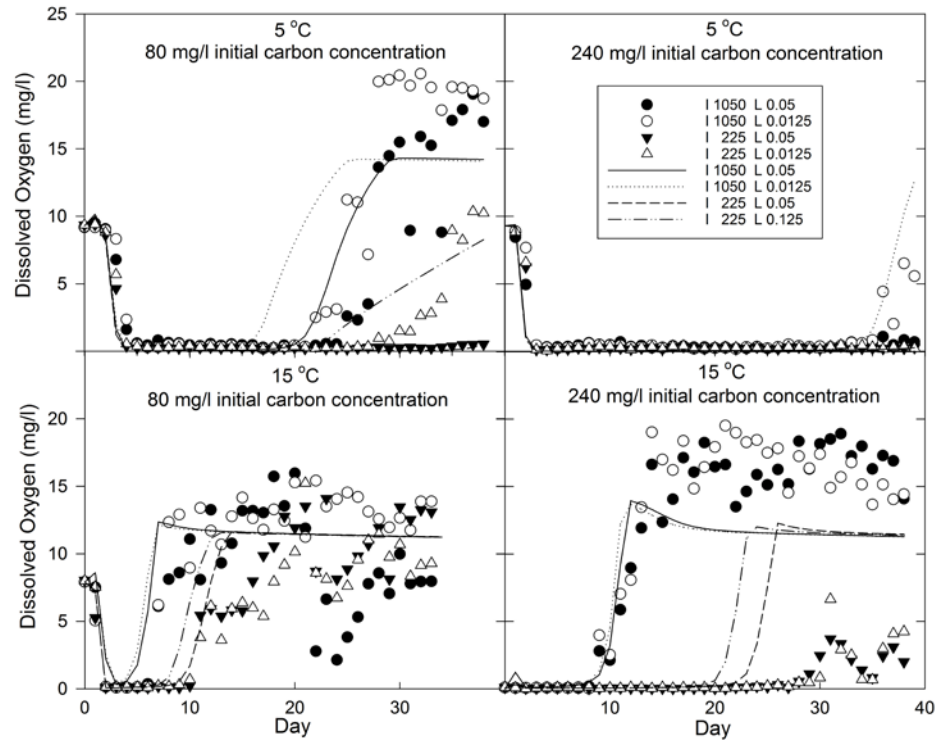 5 °C
80 mg/l initial carbon concentration
5 °C
240 mg/l initial carbon concentration
25
20
15
10
5
Dissolved Oxygen (mg/l)
I 1050 L 0.05
I 1050 L 0.0125
I 225 L 0.05
I 225 L 0.0125
I 1050 L 0.05
I 1050 L 0.0125
I 225 L 0.05
I 225 L 0.125
15 °C
80 mg/l initial carbon concentration
15 °C
240 mg/l initial carbon concentration
20
15
10
5
0
Dissolved Oxygen (mg/l)
0
10
20
30
10
20
30
40
Day
Day